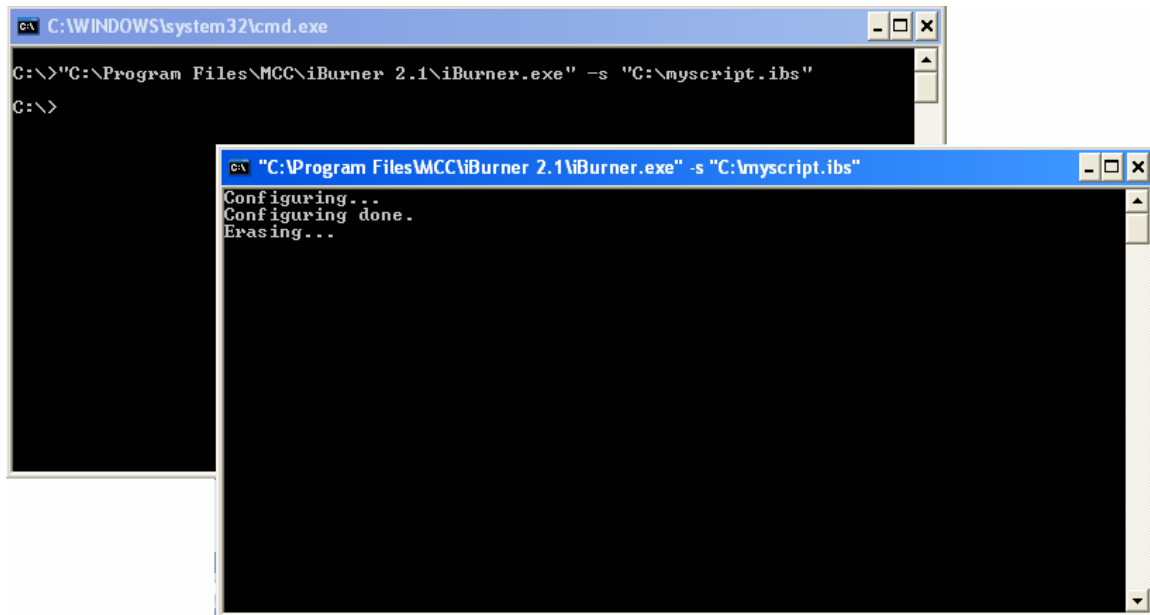 C:\WINDOWS\system32\cmd.exe
C:\>"C:\Program Files\MCC\iBurner 2.1\iBurner.exe" -s "C:\myscript.ibs"
C:\>
"C:\Program Files\MCC\iBurner 2.1\iBurner.exe" -s "C:\myscript.ibs"
Configuring...
Configuring done.
Erasing...